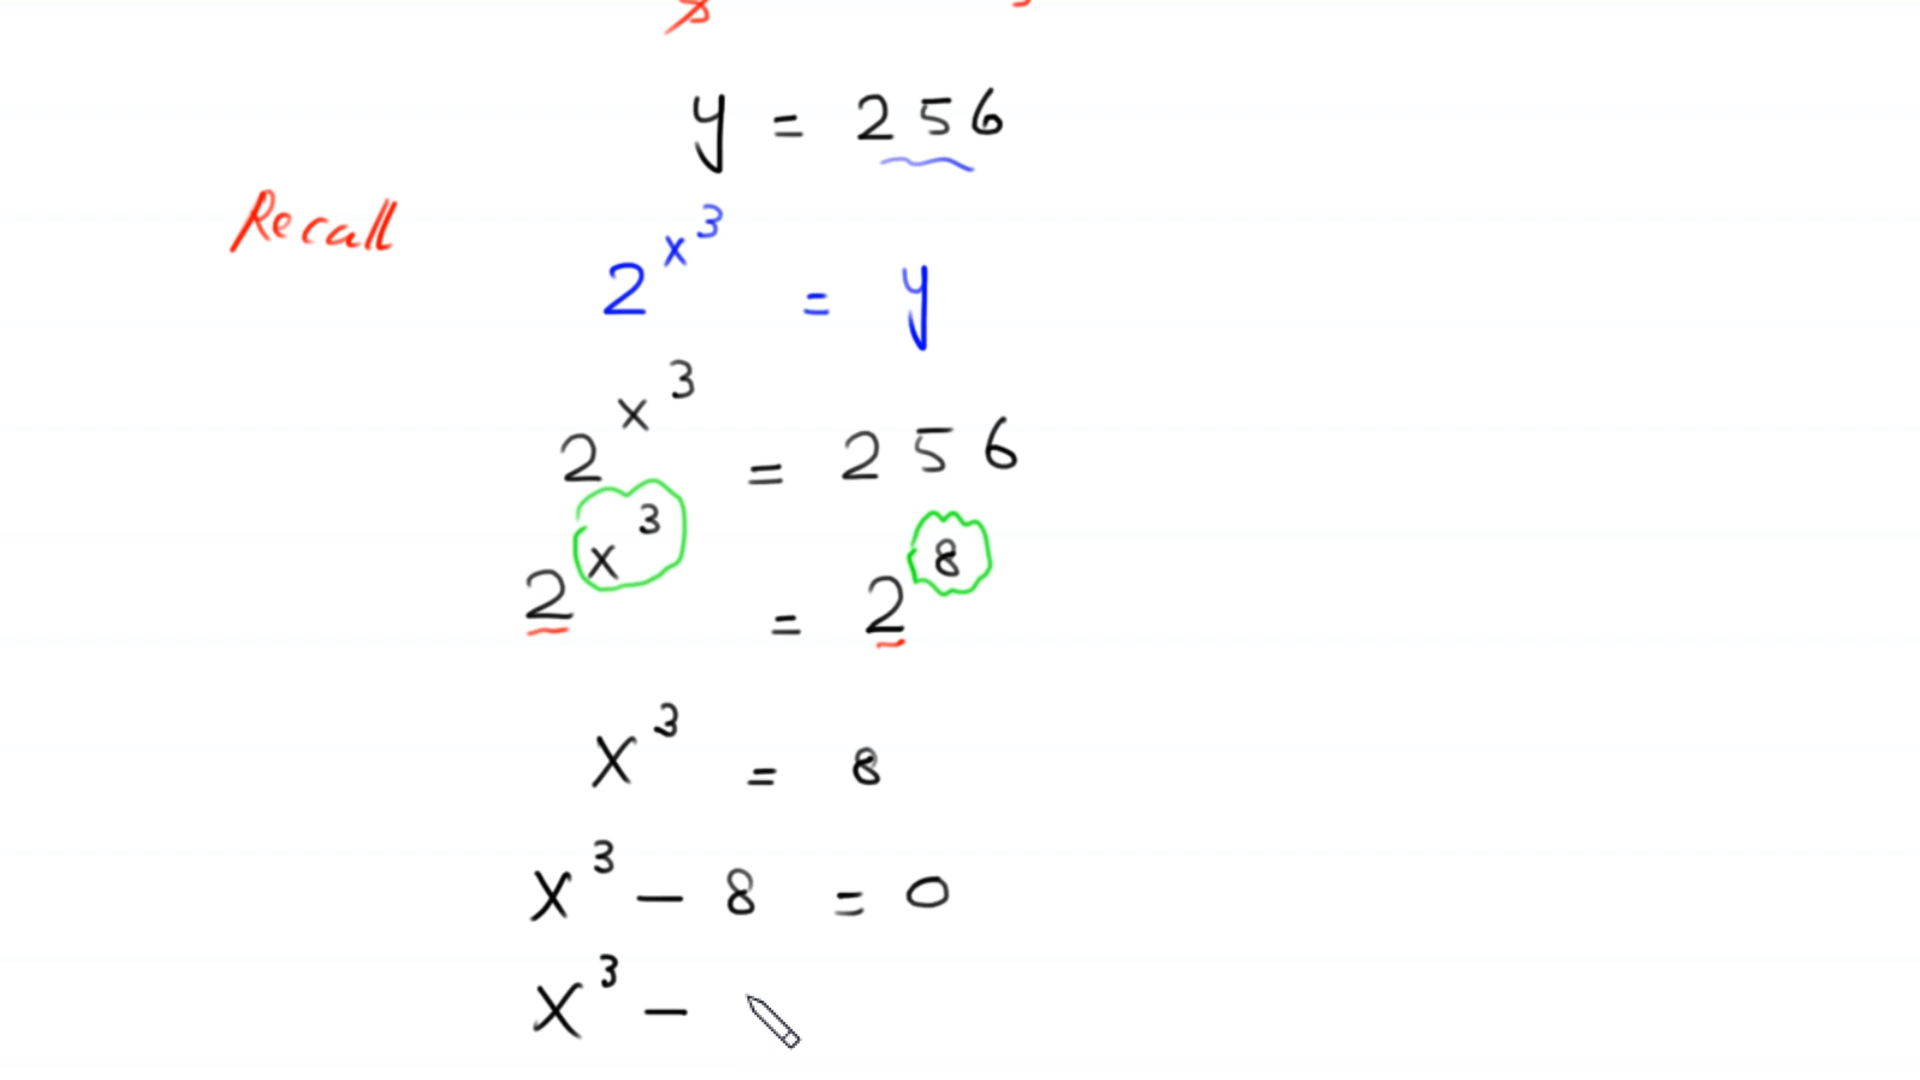 y = 256
Recall
2^x^3 = y
2^x^3 = 256
2^x^3 = 2^8
x^3 = 8
x^3 - 8 = 0
x^3 -